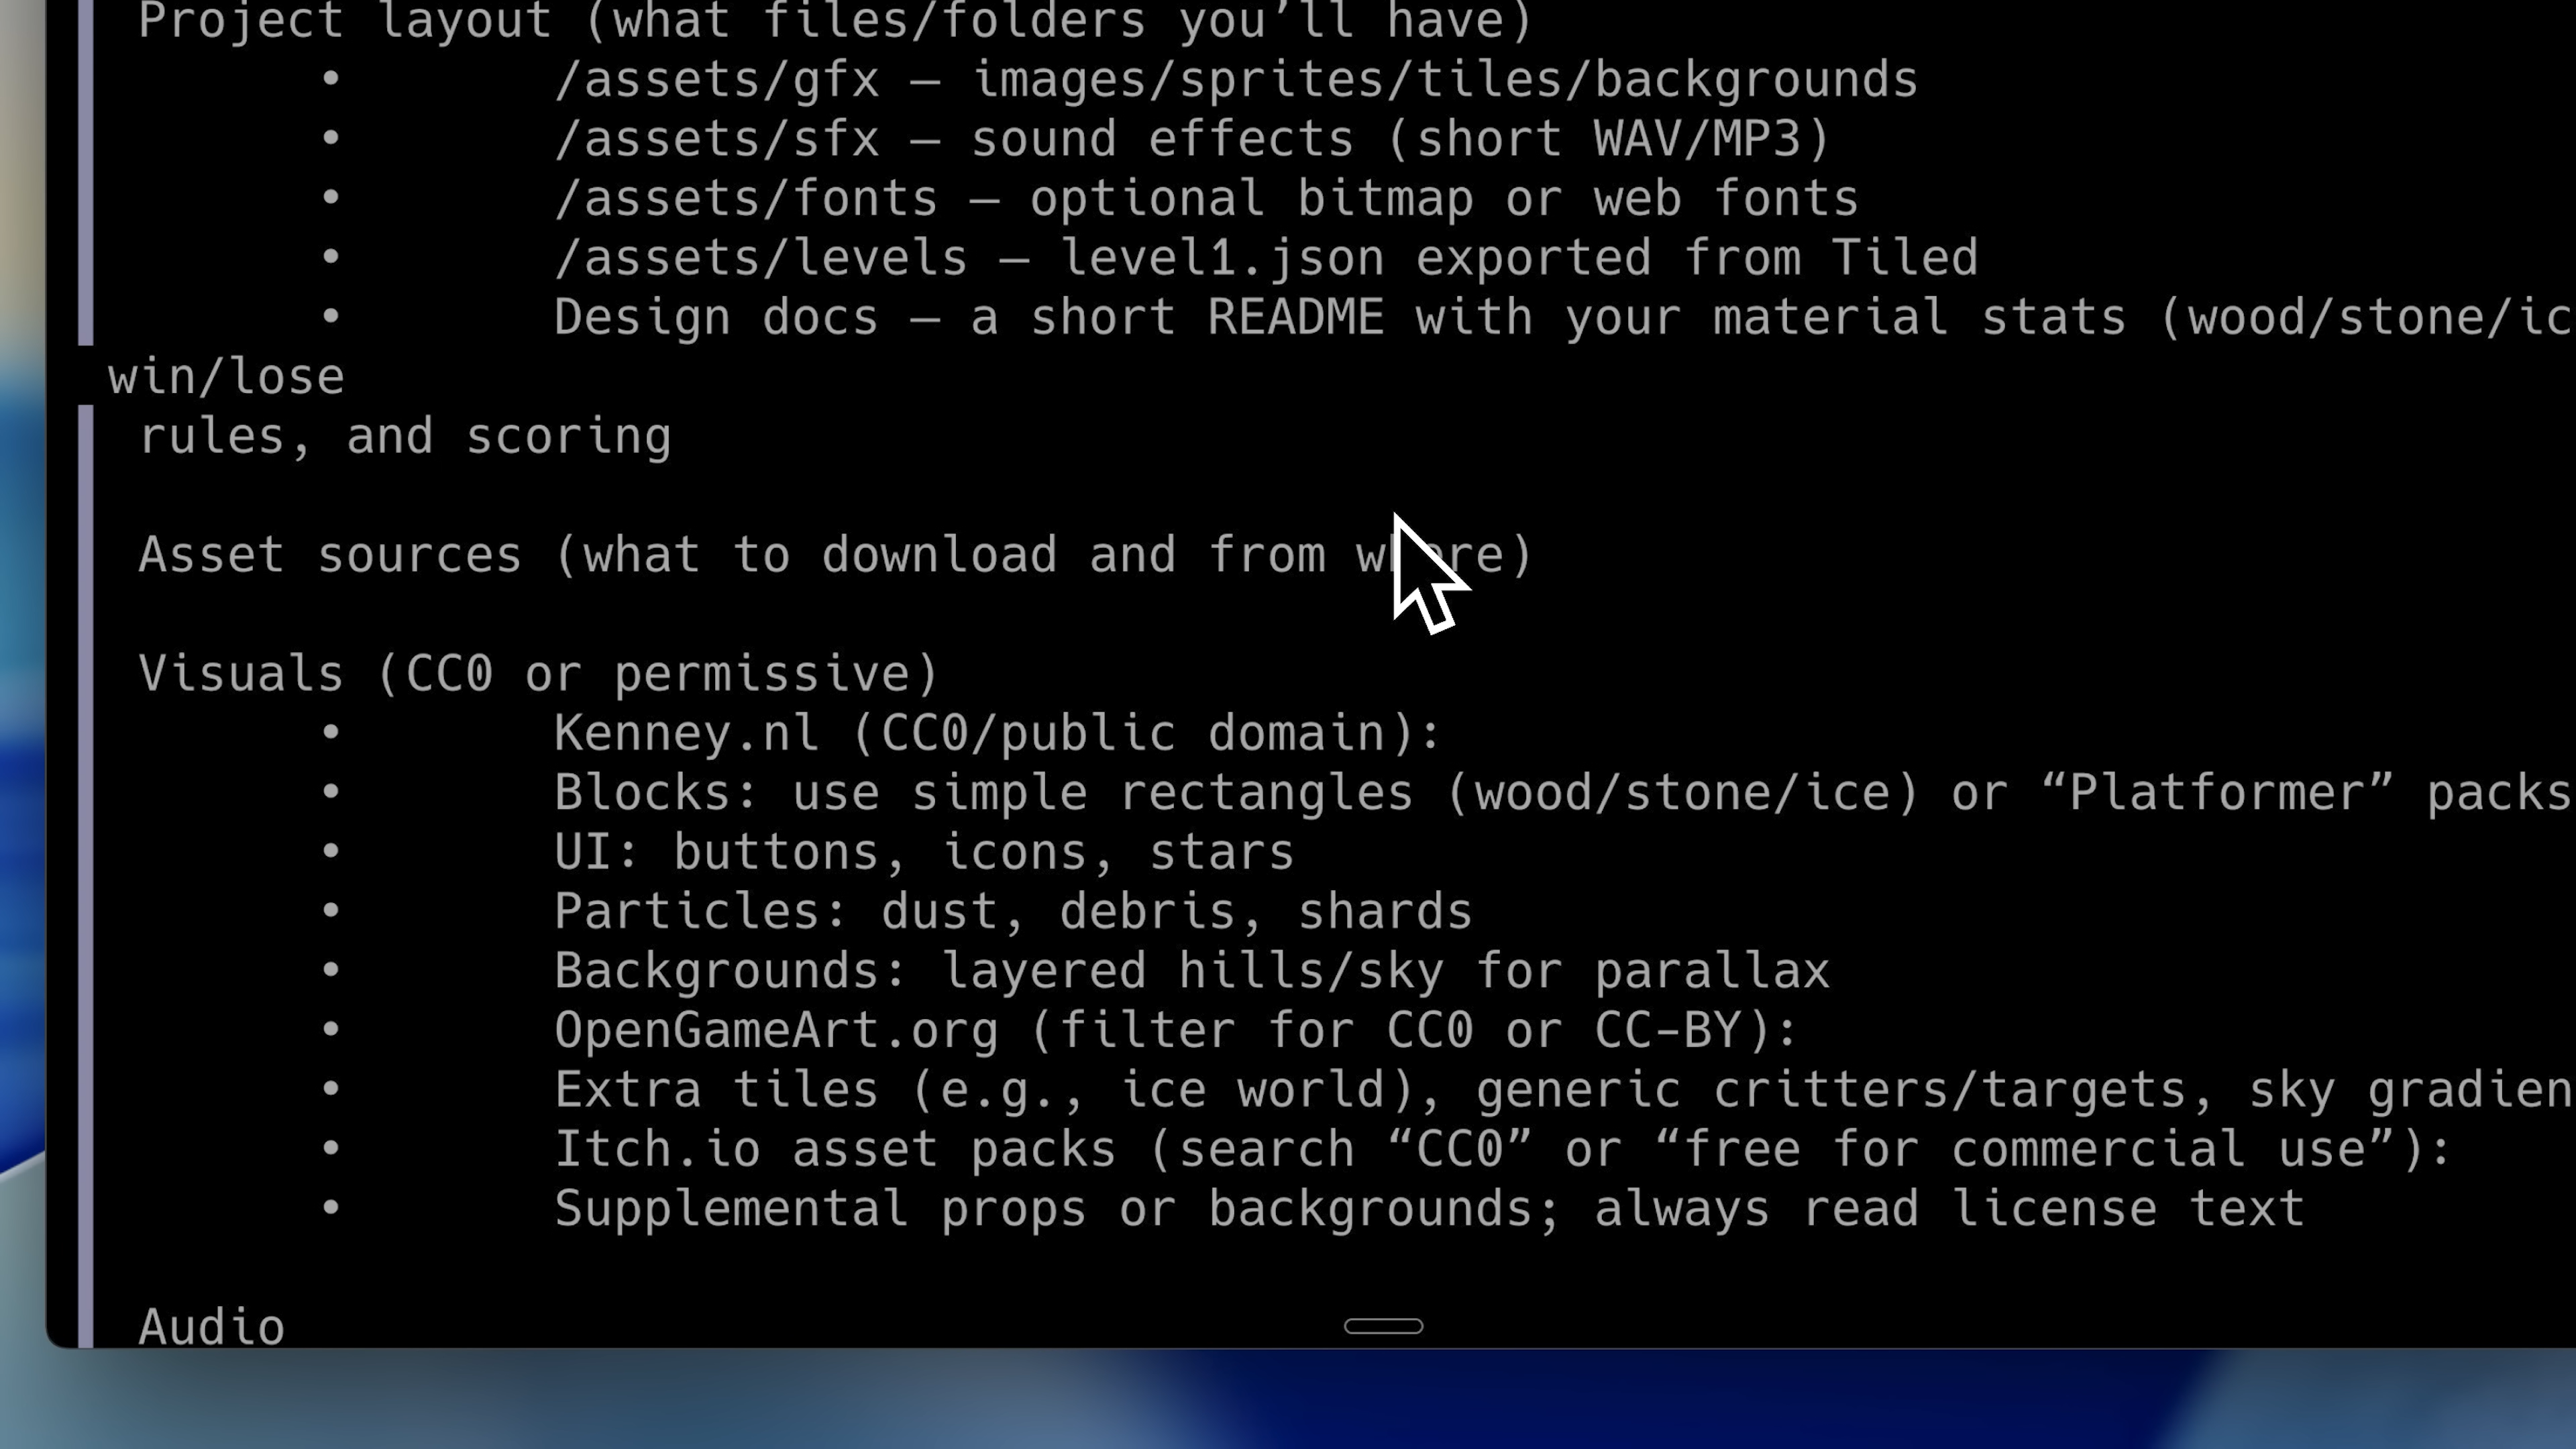 Project layout (what files/folders you’ll have)
• /assets/gfx — images/sprites/tiles/backgrounds
• /assets/sfx — sound effects (short WAV/MP3)
• /assets/fonts — optional bitmap or web fonts
• /assets/levels — level1.json exported from Tiled
• Design docs — a short README with your material stats (wood/stone/ic
win/lose
rules, and scoring
Asset sources (what to download and from where)
Visuals (CC0 or permissive)
• Kenney.nl (CC0/public domain):
• Blocks: use simple rectangles (wood/stone/ice) or “Platformer” packs
• UI: buttons, icons, stars
• Particles: dust, debris, shards
• Backgrounds: layered hills/sky for parallax
• OpenGameArt.org (filter for CC0 or CC-BY):
• Extra tiles (e.g., ice world), generic critters/targets, sky gradien
• Itch.io asset packs (search “CC0” or “free for commercial use”):
• Supplemental props or backgrounds; always read license text
Audio